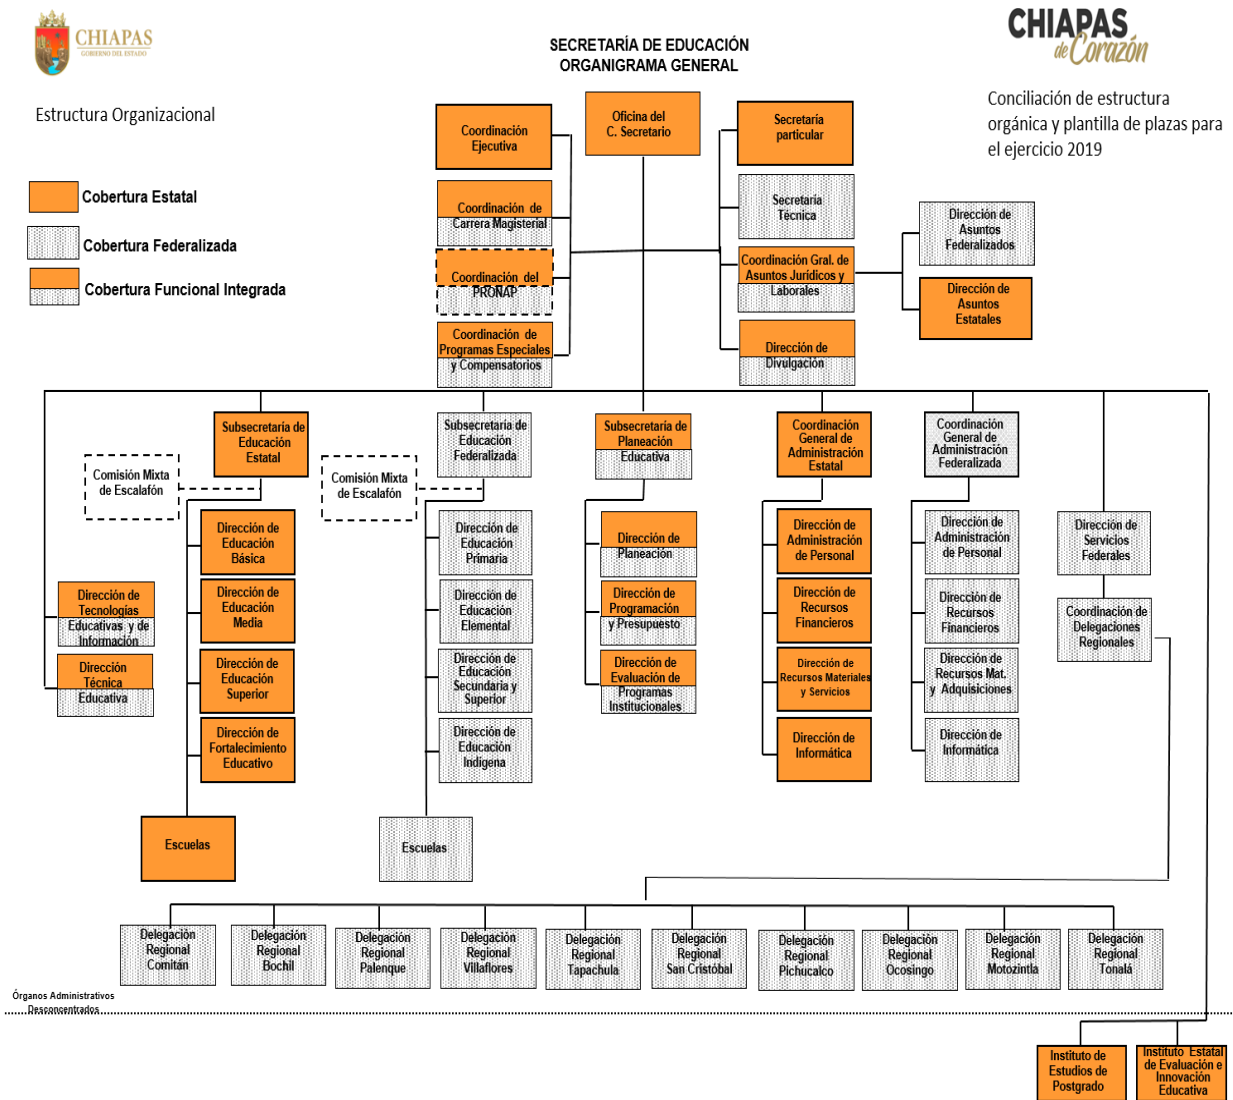 CHIAPAS
GOBIERNO DEL ESTADO
CHIAPAS
de Corazón
SECRETARÍA DE EDUCACIÓN
ORGANIGRAMA GENERAL
Estructura Organizacional
Conciliación de estructura
orgánica y plantilla de plazas para
el ejercicio 2019
Cobertura Estatal
Cobertura Federalizada
Cobertura Funcional Integrada
Oficina del
C. Secretario
Coordinación
Ejecutiva
Coordinación de
Carrera Magisterial
Coordinación del
PRONAP
Coordinación de
Programas Especiales
y Compensatorios
Secretaría
particular
Secretaría
Técnica
Coordinación Gral. de
Asuntos Jurídicos y
Laborales
Dirección de
Divulgación
Dirección de
Asuntos
Federalizados
Dirección de
Asuntos
Estatales
Subsecretaría de
Educación
Estatal
Subsecretaría de
Educación
Federalizada
Subsecretaría de
Planeación
Educativa
Coordinación
General de
Administración
Estatal
Coordinación
General de
Administración
Federalizada
Comisión Mixta
de Escalafón
Comisión Mixta
de Escalafón
Dirección de
Tecnologías
Educativas y de
Información
Dirección
Técnica
Educativa
Dirección de
Educación
Básica
Dirección de
Educación
Media
Dirección de
Educación
Superior
Dirección de
Fortalecimiento
Educativo
Escuelas
Dirección de
Educación
Primaria
Dirección de
Educación
Elemental
Dirección de
Educación
Secundaria y
Superior
Dirección de
Educación
Indígena
Escuelas
Dirección de
Planeación
Dirección de
Programación
y Presupuesto
Dirección de
Evaluación de
Programas
Institucionales
Dirección de
Administración
de Personal
Dirección de
Recursos
Financieros
Dirección de
Recursos Materiales
y Servicios
Dirección de
Informática
Dirección de
Administración
de Personal
Dirección de
Recursos
Financieros
Dirección de
Recursos Mat.
y Adquisiciones
Dirección de
Informática
Dirección de
Servicios
Federales
Coordinación de
Delegaciones
Regionales
Delegación
Regional
Comitán
Delegación
Regional
Bochil
Delegación
Regional
Palenque
Delegación
Regional
Villaflores
Delegación
Regional
Tapachula
Delegación
Regional
San Cristóbal
Delegación
Regional
Pichucalco
Delegación
Regional
Ocosingo
Delegación
Regional
Motozintla
Delegación
Regional
Tonalá
Órganos Administrativos
Desconcentrados
Instituto de
Estudios de
Postgrado
Instituto Estatal
de Evaluación e
Innovación
Educativa